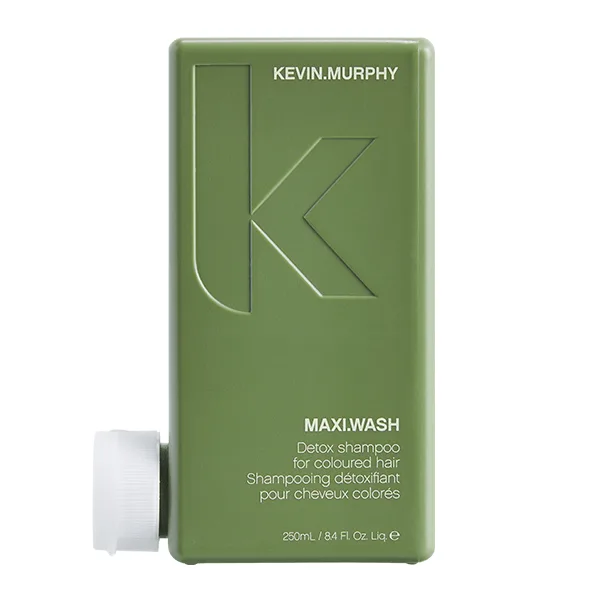 KEVIN.MURPHY
K
MAXI.WASH
Detox shampoo
for coloured hair
Shampooing détoxifiant
pour cheveux colorés
250mL / 8.4 Fl. Oz. Liq. ℮